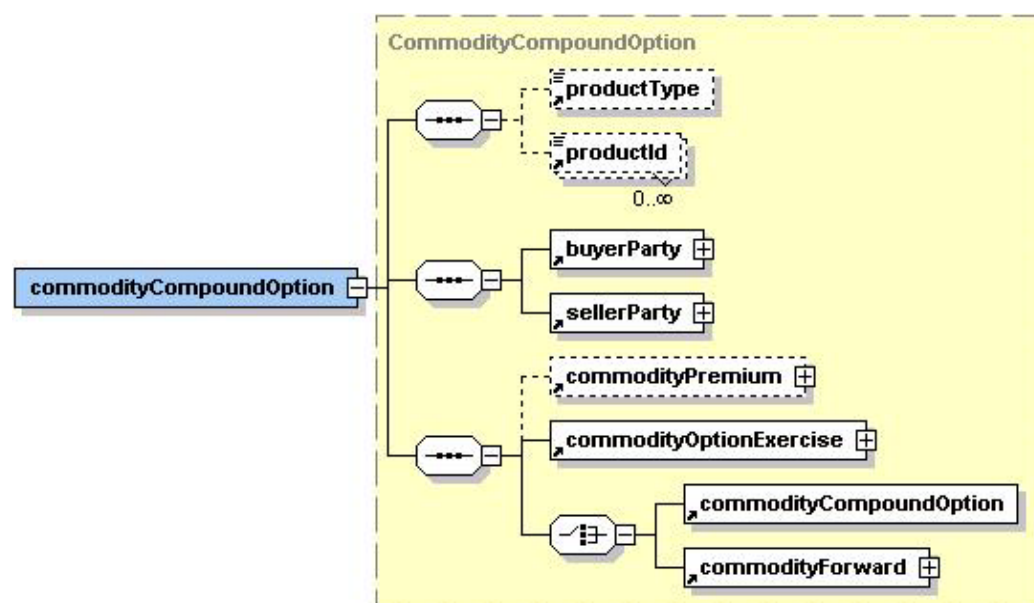 CommodityCompoundOption
productType
productId
0..∞
buyerParty
commodityCompoundOption
sellerParty
commodityPremium
commodityOptionExercise
commodityCompoundOption
commodityForward